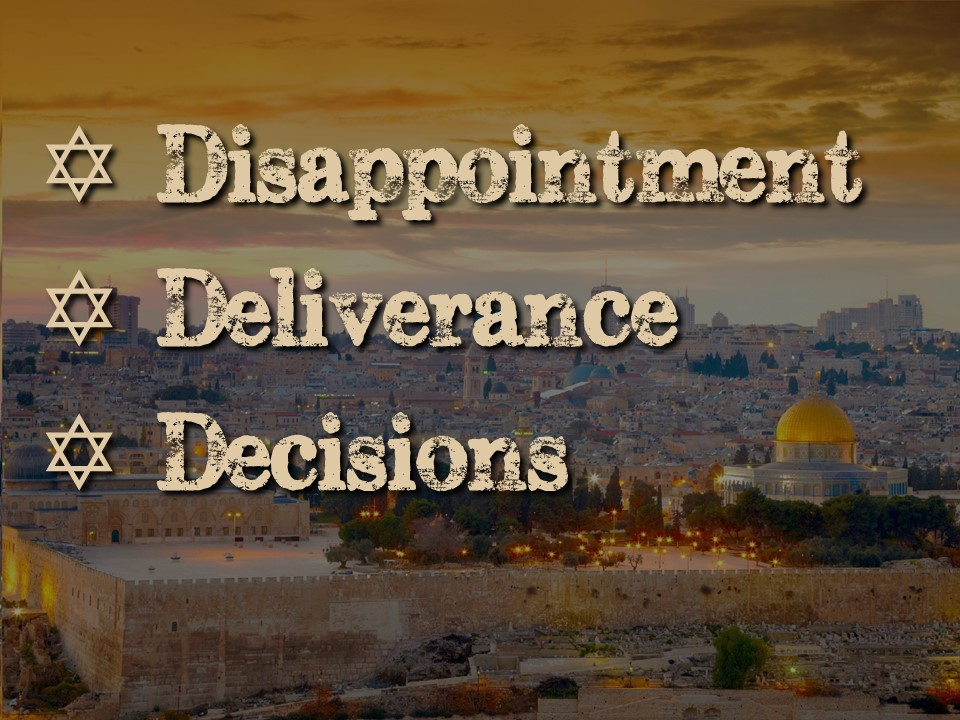 ✡ Disappointment
✡ Deliverance
✡ Decisions